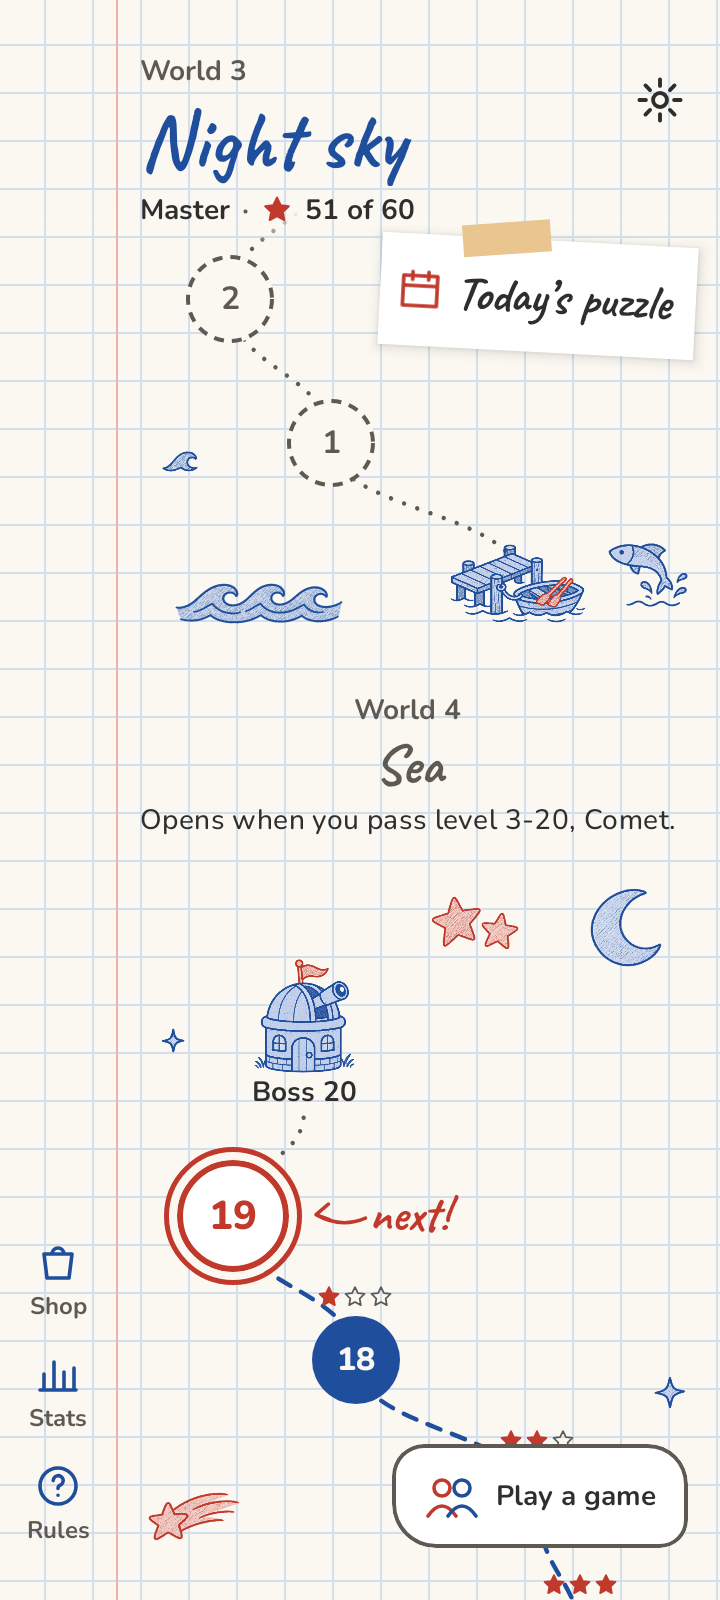 World 3
Night sky
Master · 51 of 60
2
Today's puzzle
1
World 4
Sea
Opens when you pass level 3-20, Comet.
Boss 20
19
next!
Shop
18
Stats
Play a game
Rules